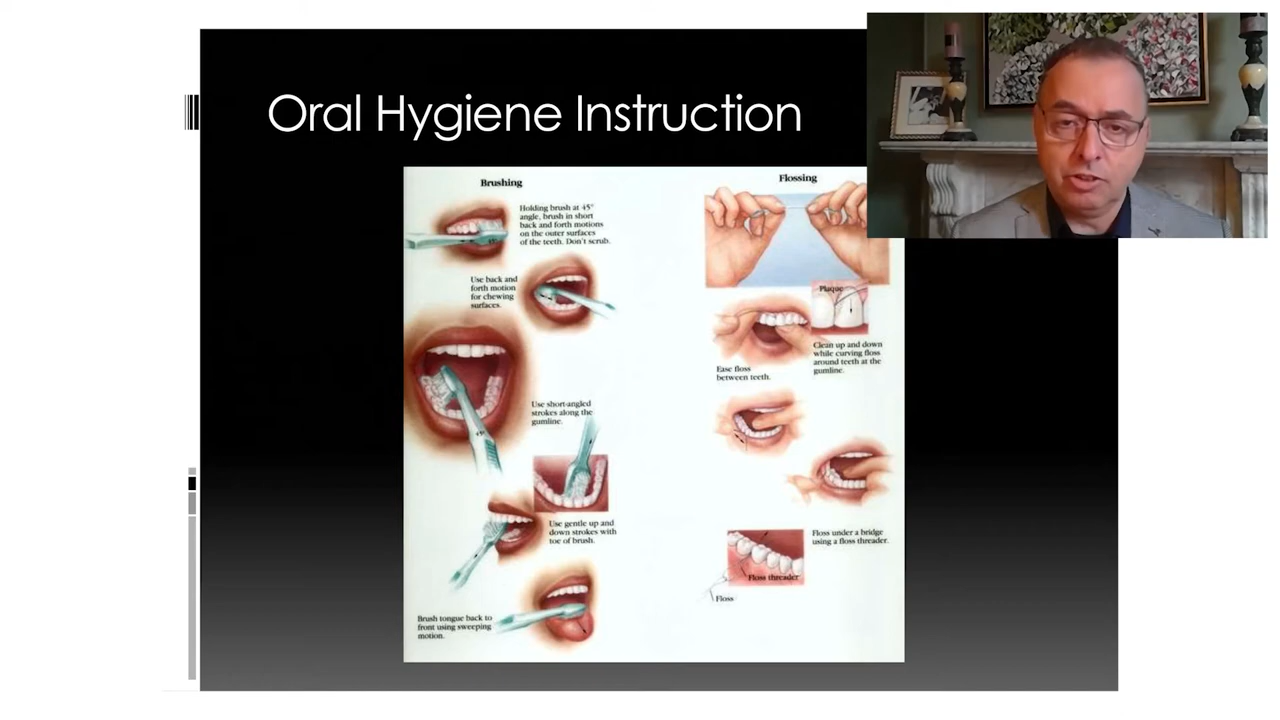 Oral Hygiene Instruction
Brushing
Holding brush at 45°
angle, brush in short
back and forth motions
on the outer surfaces
of the teeth. Don't scrub.
Use back and
forth motion
for chewing
surfaces.
45°
Use short-angled
strokes along the
gumline.
Use gentle up and
down strokes with
toe of brush.
Brush tongue back to
front using sweeping
motion.
Flossing
Plaque
Clean up and down
while curving floss
around teeth at the
gumline.
Ease floss
between teeth.
Floss under a bridge
using a floss threader.
Floss threader
Floss